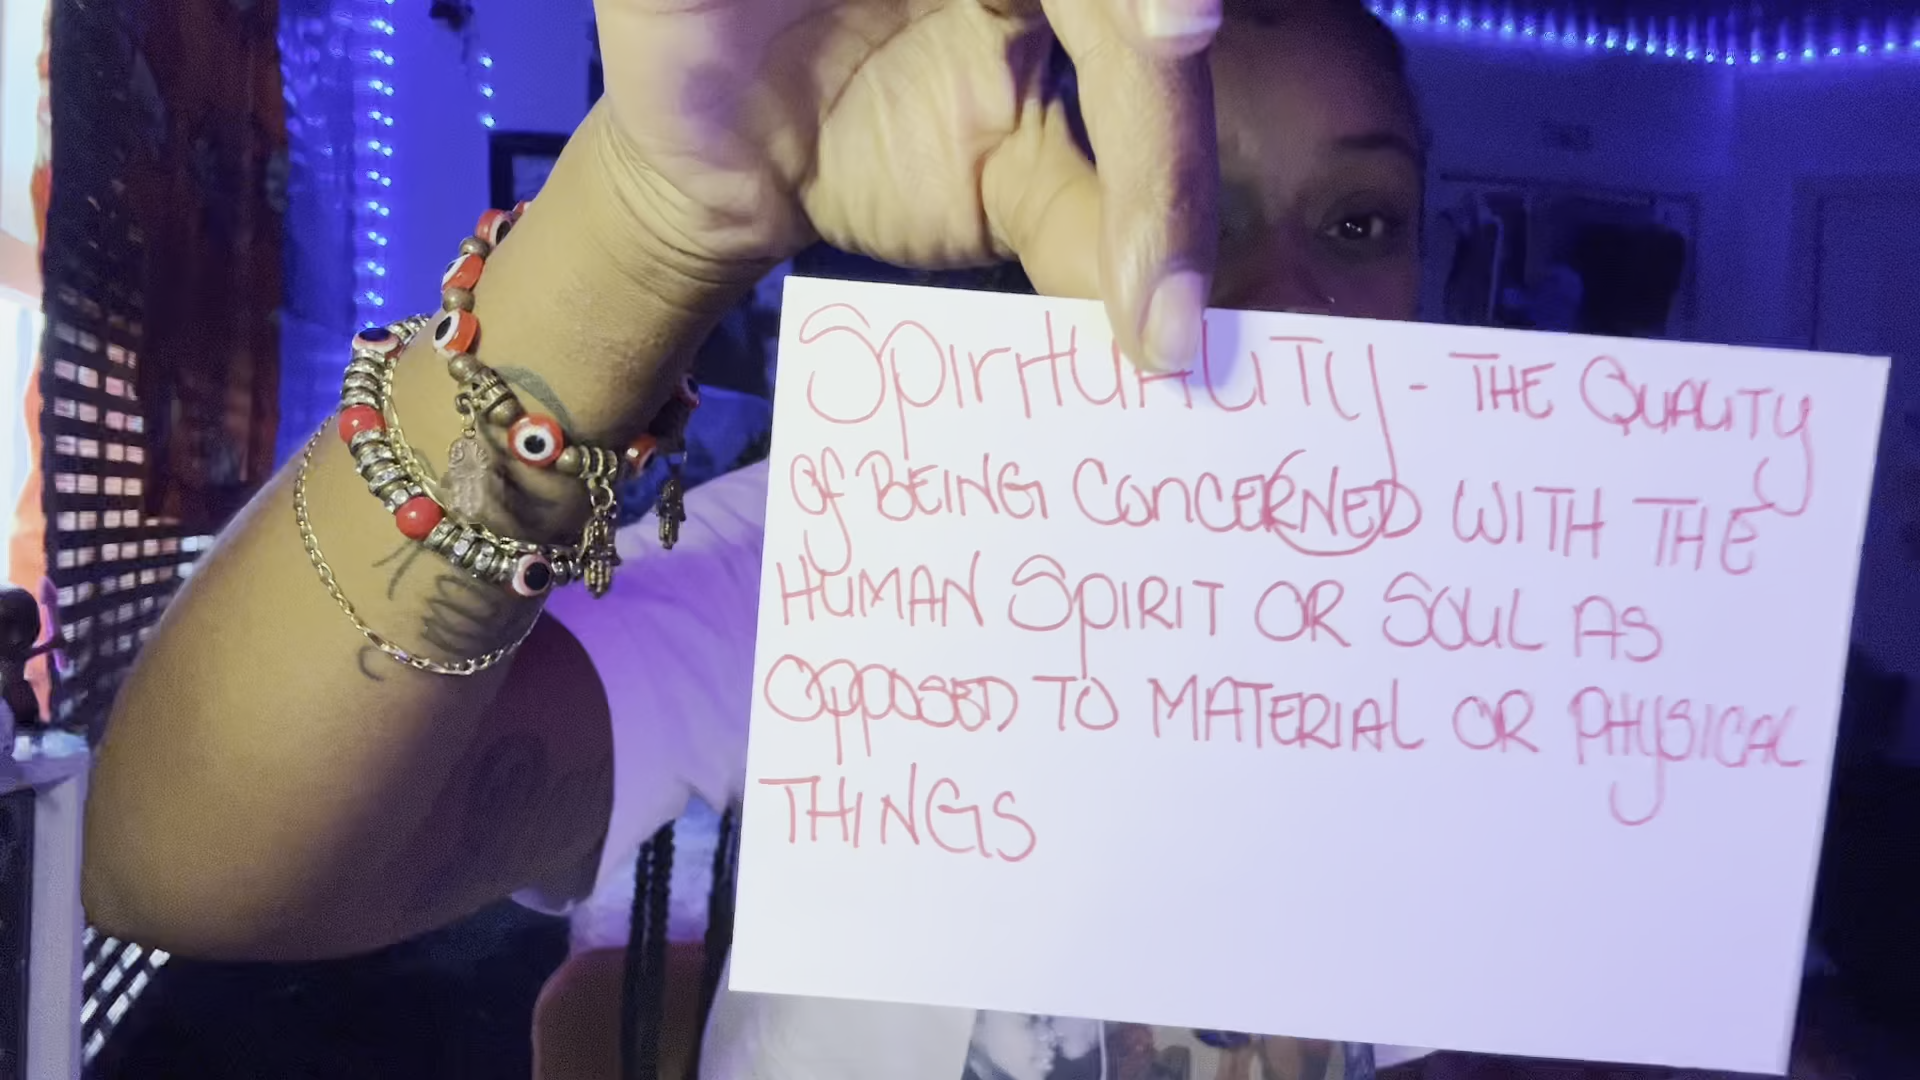 SpiritUALITY - THE QUALITY
Of BEING CONCERNED WITH THE
HUMAN SPIRIT OR SOUL AS
OPPOSED TO MATERIAL OR PHYSICAL
THINGS